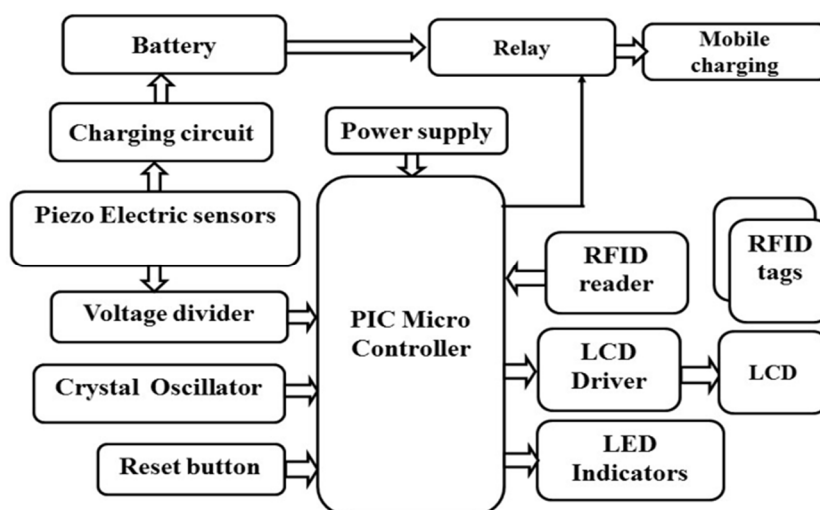 Battery
Relay
Mobile
charging
Charging circuit
Power supply
Piezo Electric sensors
RFID
reader
RFID
tags
Voltage divider
PIC Micro
Controller
LCD
Driver
LCD
Crystal Oscillator
Reset button
LED
Indicators